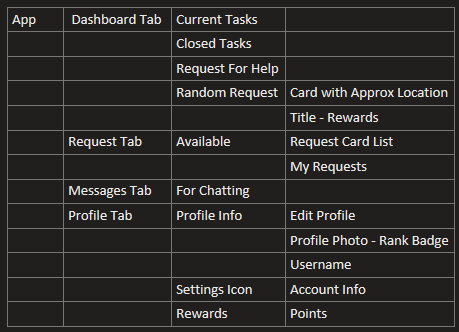 App Dashboard Tab Current Tasks
Closed Tasks
Request For Help
Random Request Card with Approx Location
Title - Rewards
Request Tab Available Request Card List
My Requests
Messages Tab For Chatting
Profile Tab Profile Info Edit Profile
Profile Photo - Rank Badge
Username
Settings Icon Account Info
Rewards Points